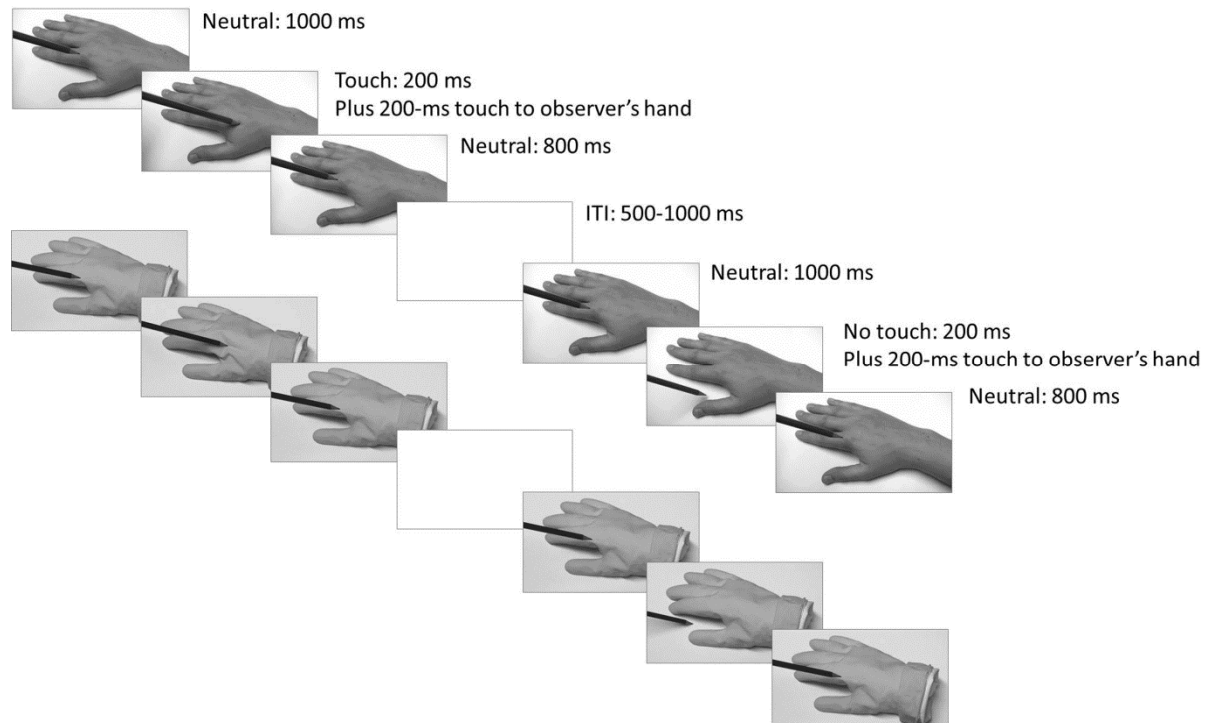 Neutral: 1000 ms
Touch: 200 ms
Plus 200-ms touch to observer's hand
Neutral: 800 ms
ITI: 500-1000 ms
Neutral: 1000 ms
No touch: 200 ms
Plus 200-ms touch to observer's hand
Neutral: 800 ms